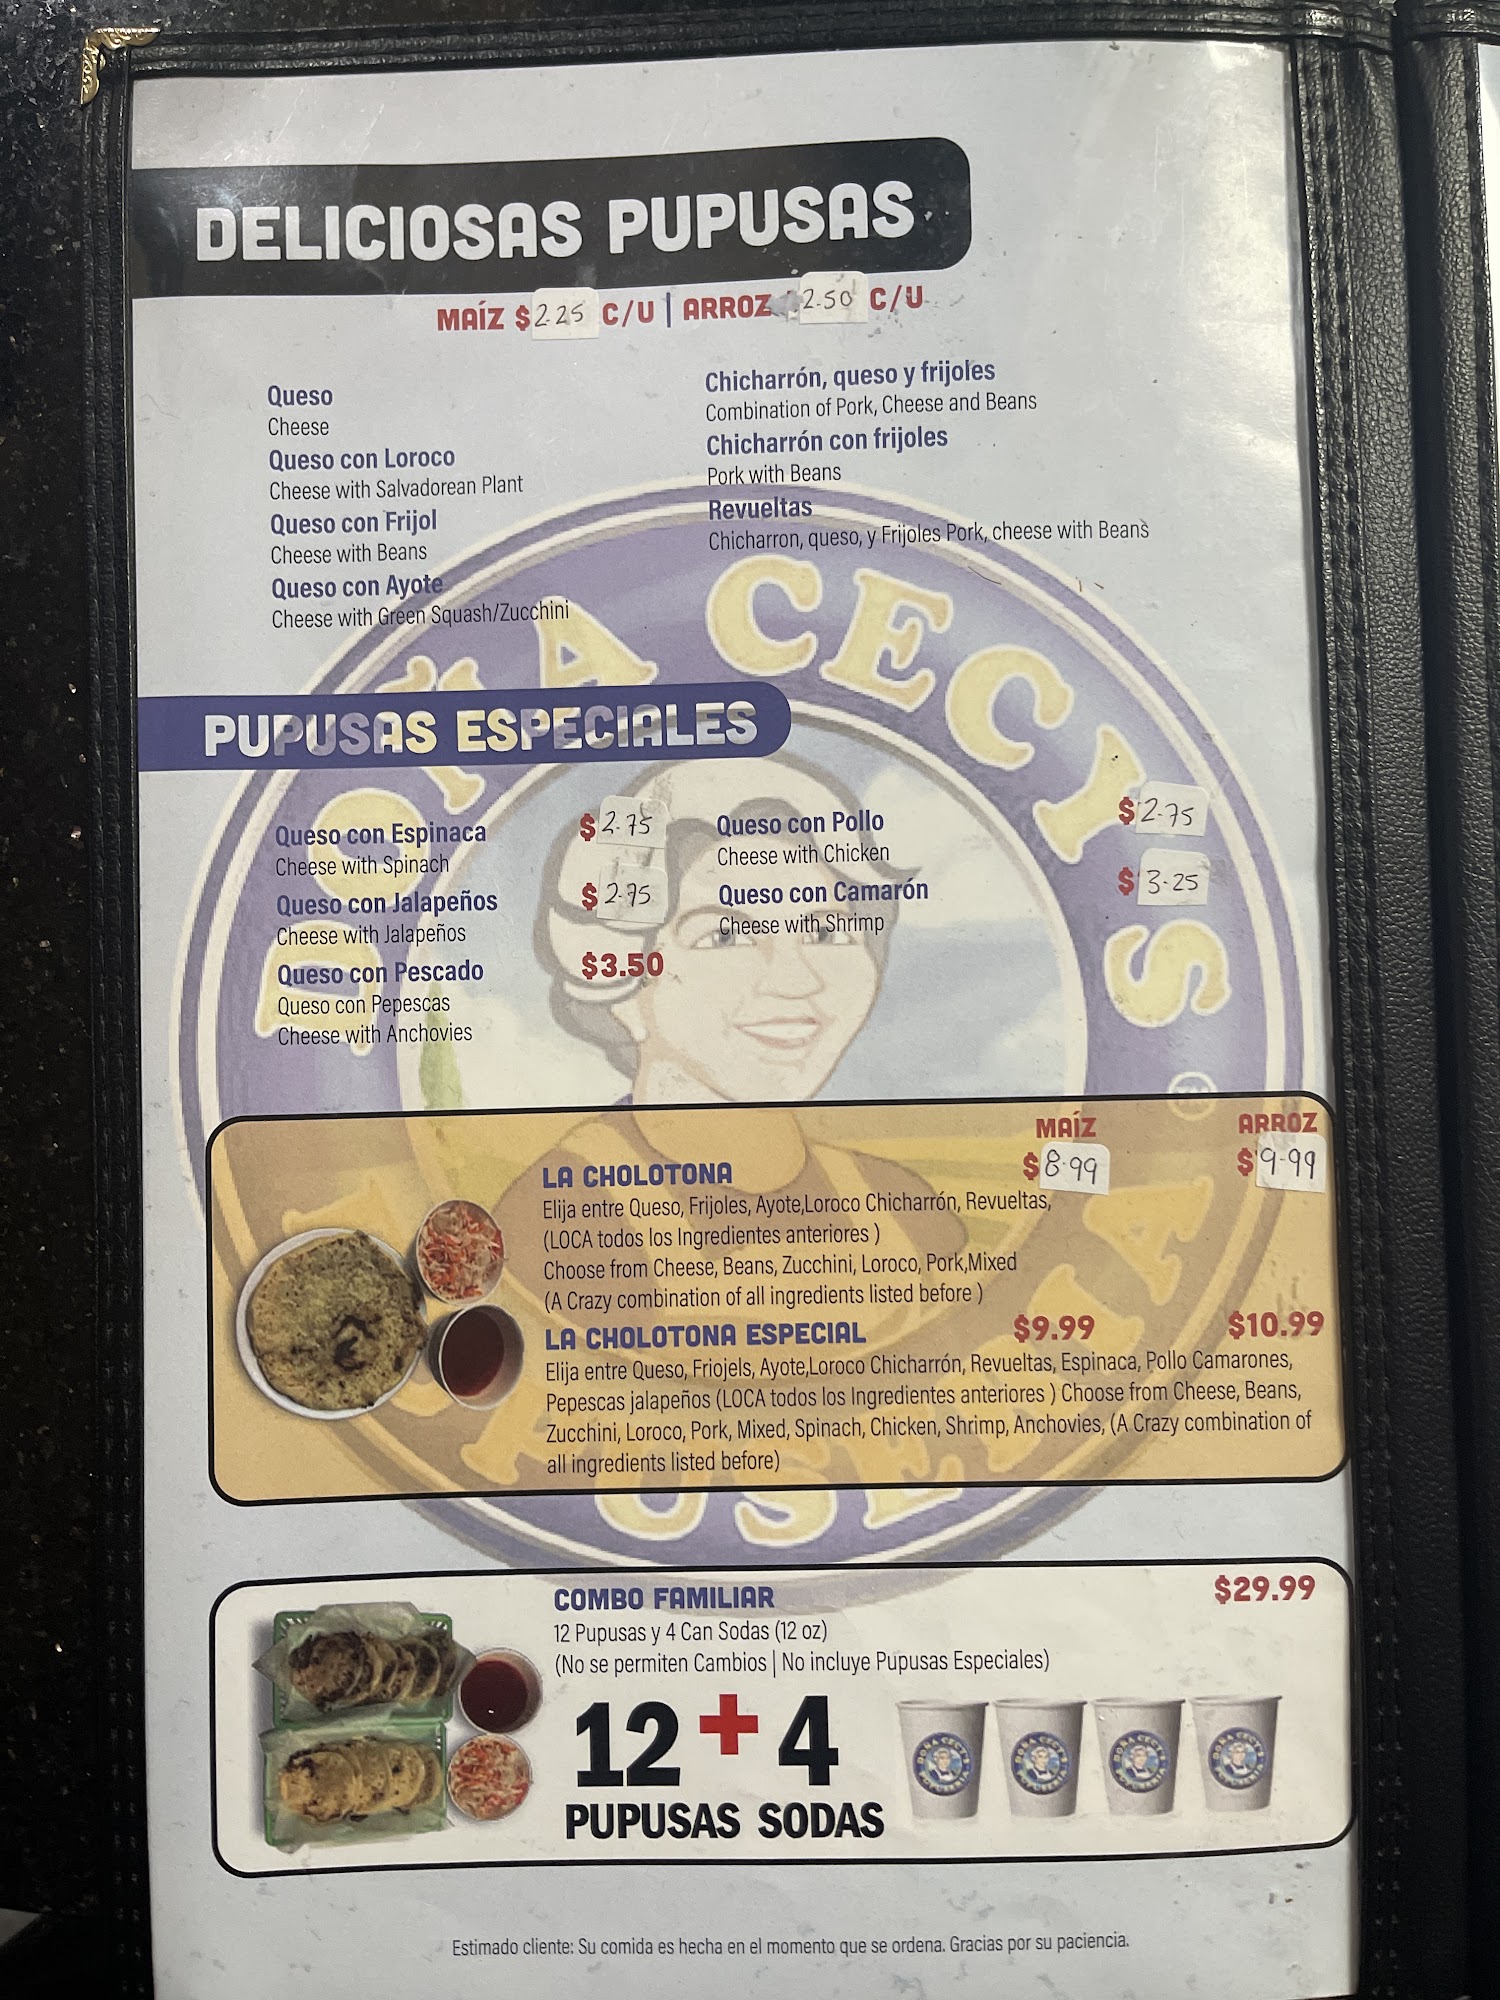 DELICIOSAS PUPUSAS
MAÍZ $2.25 C/U | ARROZ 2.50 C/U
Queso
Cheese
Queso con Loroco
Cheese with Salvadorean Plant
Queso con Frijol
Cheese with Beans
Queso con Ayote
Cheese with Green Squash/Zucchini
Chicharrón, queso y frijoles
Combination of Pork, Cheese and Beans
Chicharrón con frijoles
Pork with Beans
Revueltas
Chicharron, queso, y Frijoles Pork, cheese with Beans
DOÑA CECYS
PUPUSAS ESPECIALES
Queso con Espinaca $2.75
Cheese with Spinach
Queso con Jalapeños $2.75
Cheese with Jalapeños
Queso con Pescado $3.50
Queso con Pepescas
Cheese with Anchovies
Queso con Pollo $2.75
Cheese with Chicken
Queso con Camarón $3.25
Cheese with Shrimp
MAÍZ ARROZ
LA CHOLOTONA $8.99 $9.99
Elija entre Queso, Frijoles, Ayote,Loroco Chicharrón, Revueltas,
(LOCA todos los Ingredientes anteriores )
Choose from Cheese, Beans, Zucchini, Loroco, Pork,Mixed
(A Crazy combination of all ingredients listed before )
LA CHOLOTONA ESPECIAL $9.99 $10.99
Elija entre Queso, Friojels, Ayote,Loroco Chicharrón, Revueltas, Espinaca, Pollo Camarones,
Pepescas jalapeños (LOCA todos los Ingredientes anteriores ) Choose from Cheese, Beans,
Zucchini, Loroco, Pork, Mixed, Spinach, Chicken, Shrimp, Anchovies, (A Crazy combination of
all ingredients listed before)
COMBO FAMILIAR $29.99
12 Pupusas y 4 Can Sodas (12 oz)
(No se permiten Cambios | No incluye Pupusas Especiales)
12 + 4
PUPUSAS SODAS
Estimado cliente: Su comida es hecha en el momento que se ordena. Gracias por su paciencia.